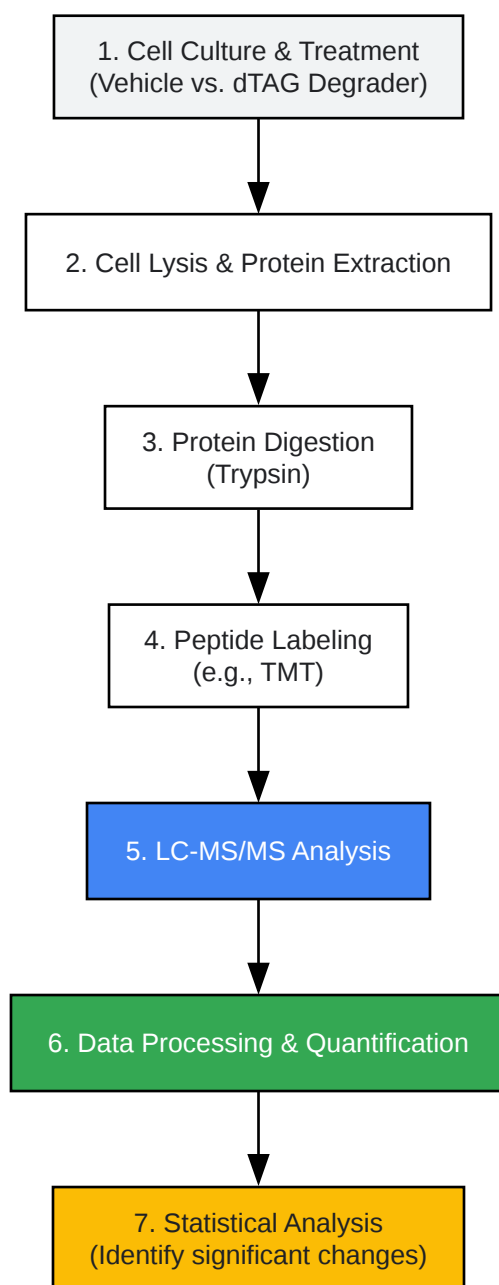 1. Cell Culture & Treatment
(Vehicle vs. dTAG Degrader)
2. Cell Lysis & Protein Extraction
3. Protein Digestion
(Trypsin)
4. Peptide Labeling
(e.g., TMT)
5. LC-MS/MS Analysis
6. Data Processing & Quantification
7. Statistical Analysis
(Identify significant changes)